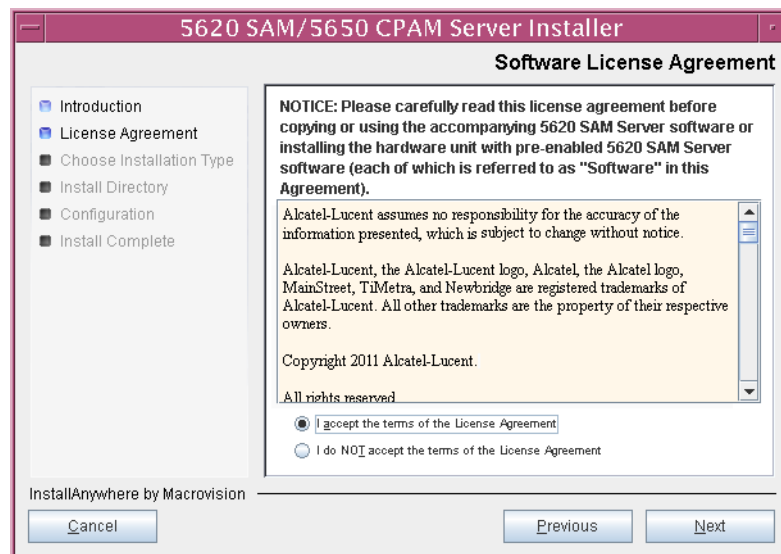 5620 SAM/5650 CPAM Server Installer
Software License Agreement
Introduction
License Agreement
Choose Installation Type
Install Directory
Configuration
Install Complete
NOTICE: Please carefully read this license agreement before
copying or using the accompanying 5620 SAM Server software or
installing the hardware unit with pre-enabled 5620 SAM Server
software (each of which is referred to as "Software" in this
Agreement).
Alcatel-Lucent assumes no responsibility for the accuracy of the
information presented, which is subject to change without notice.
Alcatel-Lucent, the Alcatel-Lucent logo, Alcatel, the Alcatel logo,
MainStreet, TiMetra, and Newbridge are registered trademarks of
Alcatel-Lucent. All other trademarks are the property of their respective
owners.
Copyright 2011 Alcatel-Lucent.
All rights reserved
I accept the terms of the License Agreement
I do NOT accept the terms of the License Agreement
InstallAnywhere by Macrovision
Cancel
Previous
Next